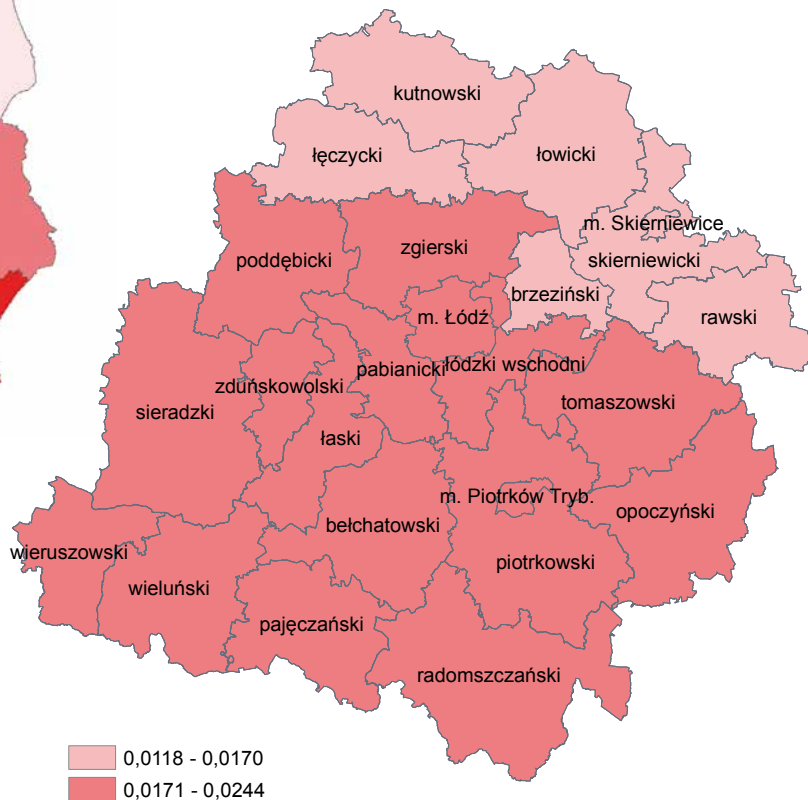 kutnowski
łęczycki
łowicki
m. Skierniewice
skierniewicki
zgierski
poddębicki
brzeziński
m. Łódź
rawski
pabianicki
łódzki wschodni
zduńskowolski
sieradzki
tomaszowski
łaski
m. Piotrków Tryb.
opoczyński
bełchatowski
wieruszowski
piotrkowski
wieluński
pajęczański
radomszczański
0,0118 - 0,0170
0,0171 - 0,0244